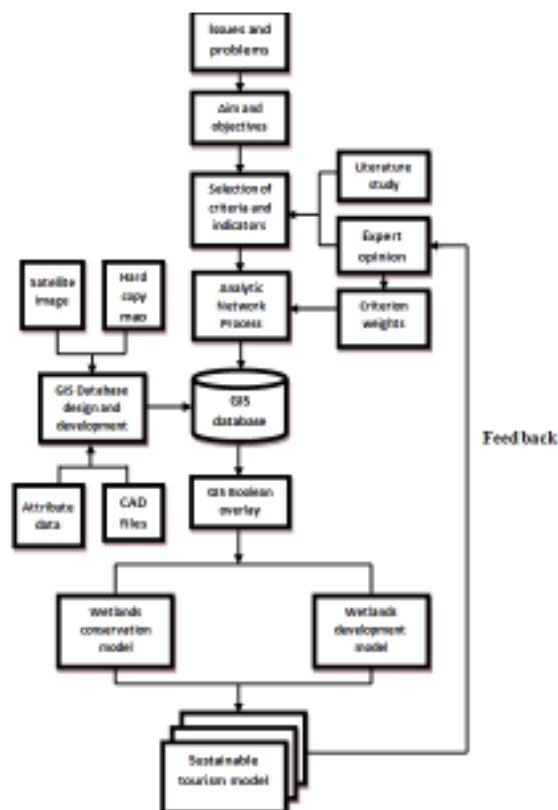 Issues and
problems
Aim and
objectives
Selection of
criteria and
indicators
Literature
study
Expert
opinion
Criterion
weights
Analytic
Network
Process
Satellite
image
Hard
copy
map
GIS Database
design and
development
GIS
database
Attribute
data
CAD
files
GIS Boolean
overlay
Feed back
Wetlands
conservation
model
Wetlands
development
model
Sustainable
tourism model